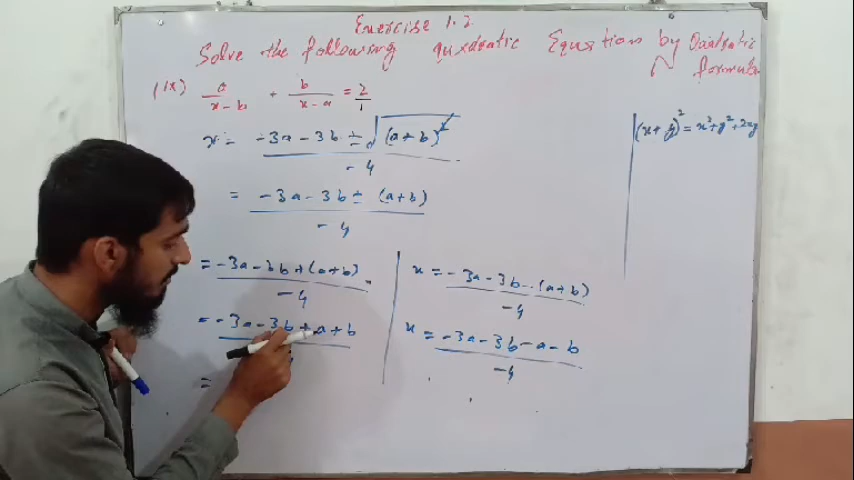 Exercise 1.2
Solve the following quadratic Equations by Quadratic formula
(ix) a/(x-b) + b/(x-a) = 2/1
(x+y)² = x²+y²+2xy
x = (-3a-3b ± √(a+b)²)/-4
= (-3a-3b ± (a+b))/-4
= (-3a-3b+(a+b))/-4
x = (-3a-3b-(a+b))/-4
= -3a-3b+a+b
x = (-3a-3b-a-b)/-4
=